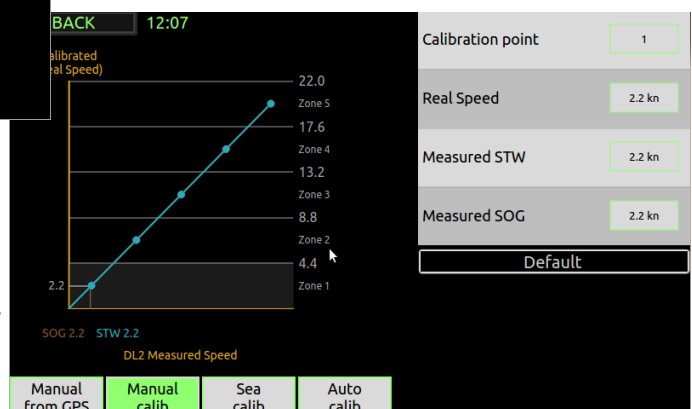 BACK 12:07
alibrated
al Speed)
22.0
Zone 5
17.6
Zone 4
13.2
Zone 3
8.8
Zone 2
4.4
2.2 Zone 1
SOG 2.2 STW 2.2
DL2 Measured Speed
Manual from GPS
Manual calib
Sea calib
Auto calib
Calibration point 1
Real Speed 2.2 kn
Measured STW 2.2 kn
Measured SOG 2.2 kn
Default